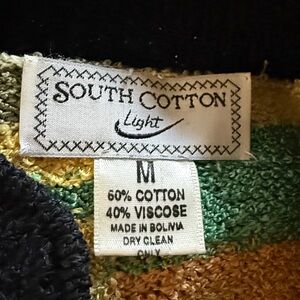 SOUTH COTTON
Light
M
60% COTTON
40% VISCOSE
MADE IN BOLIVIA
DRY CLEAN
ONLY